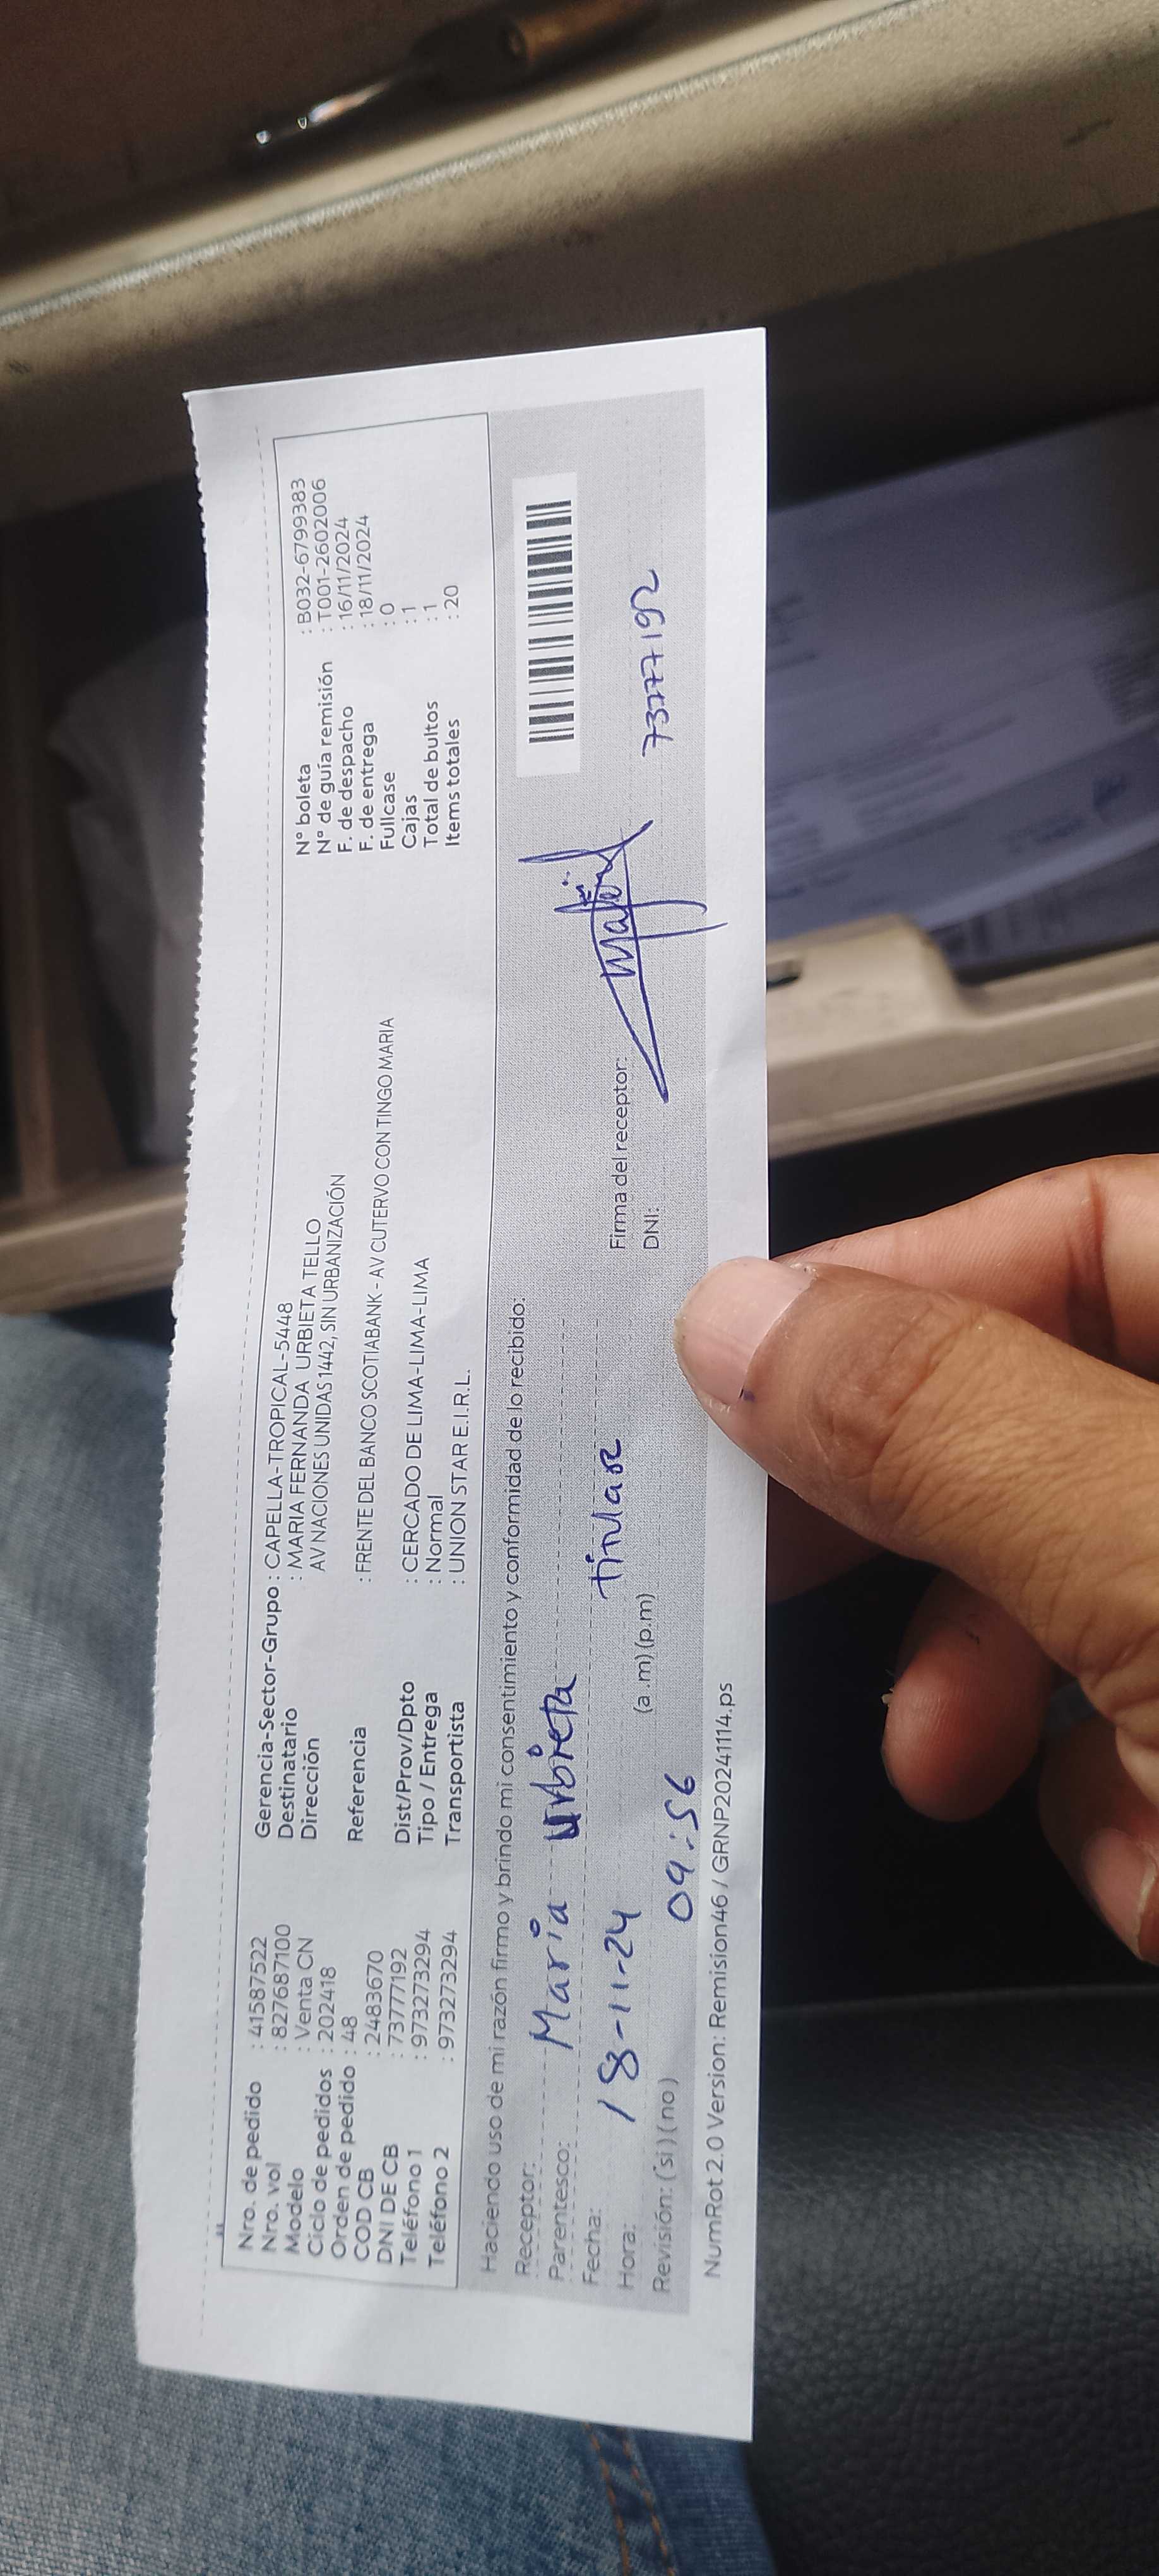 Nro. de pedido : 41587522
Nro. vol : 827687100
Modelo : Venta CN
Ciclo de pedidos : 202418
Orden de pedido : 48
COD CB : 2483670
DNI DE CB : 73777192
Teléfono 1 : 973273294
Teléfono 2 : 973273294
Gerencia-Sector-Grupo : CAPELLA-TROPICAL-5448
Destinatario : MARIA FERNANDA URBIETA TELLO
Dirección AV NACIONES UNIDAS 1442, SIN URBANIZACIÓN
Referencia : FRENTE DEL BANCO SCOTIABANK - AV CUTERVO CON TINGO MARIA
Dist/Prov/Dpto : CERCADO DE LIMA-LIMA-LIMA
Tipo / Entrega : Normal
Transportista : UNION STAR E.I.R.L.
N° boleta : B032-6799383
N° de guía remisión : T001-2602006
F. de despacho : 16/11/2024
F. de entrega : 18/11/2024
Fullcase : 0
Cajas : 1
Total de bultos : 1
Items totales : 20
Haciendo uso de mi razón firmo y brindo mi consentimiento y conformidad de lo recibido:
Receptor: Maria Urbieta
Parentesco: titular
Fecha: 18-11-24
Hora: 09:56 (a.m) (p.m)
Revisión: (si) (no)
Firma del receptor:
DNI: 73777192
NumRot 2.0 Version: Remision46 / GRNP20241114.ps